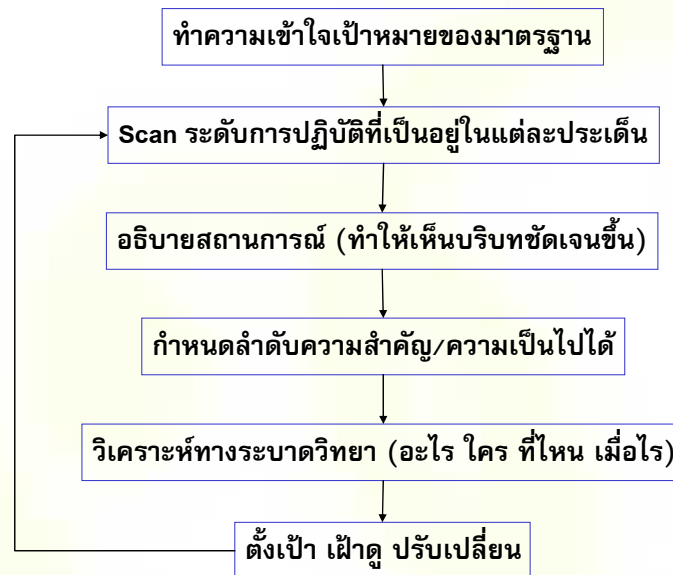 ทำความเข้าใจเป้าหมายของมาตรฐาน
Scan ระดับการปฏิบัติที่เป็นอยู่ในแต่ละประเด็น
อธิบายสถานการณ์ (ทำให้เห็นบริบทชัดเจนขึ้น)
กำหนดลำดับความสำคัญ/ความเป็นไปได้
วิเคราะห์ทางระบาดวิทยา (อะไร ใคร ที่ไหน เมื่อไร)
ตั้งเป้า เฝ้าดู ปรับเปลี่ยน